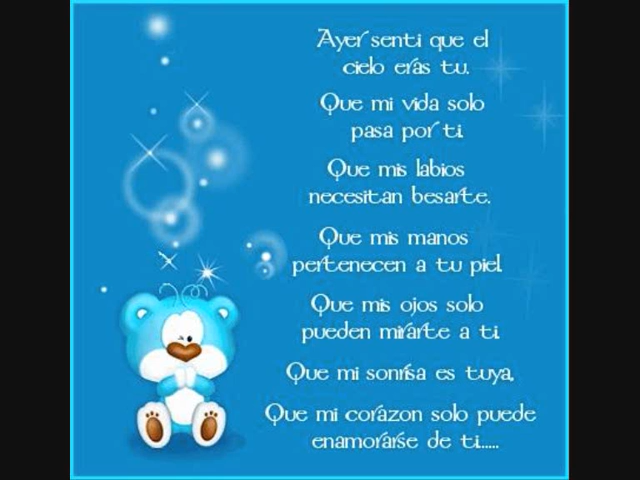 Ayer senti que el
cielo eras tu.
Que mi vida solo
pasa por ti.
Que mis labios
necesitan besarte.
Que mis manos
pertenecen a tu piel.
Que mis ojos solo
pueden mirarte a ti.
Que mi sonrisa es tuya,
Que mi corazon solo puede
enamorarse de ti.....